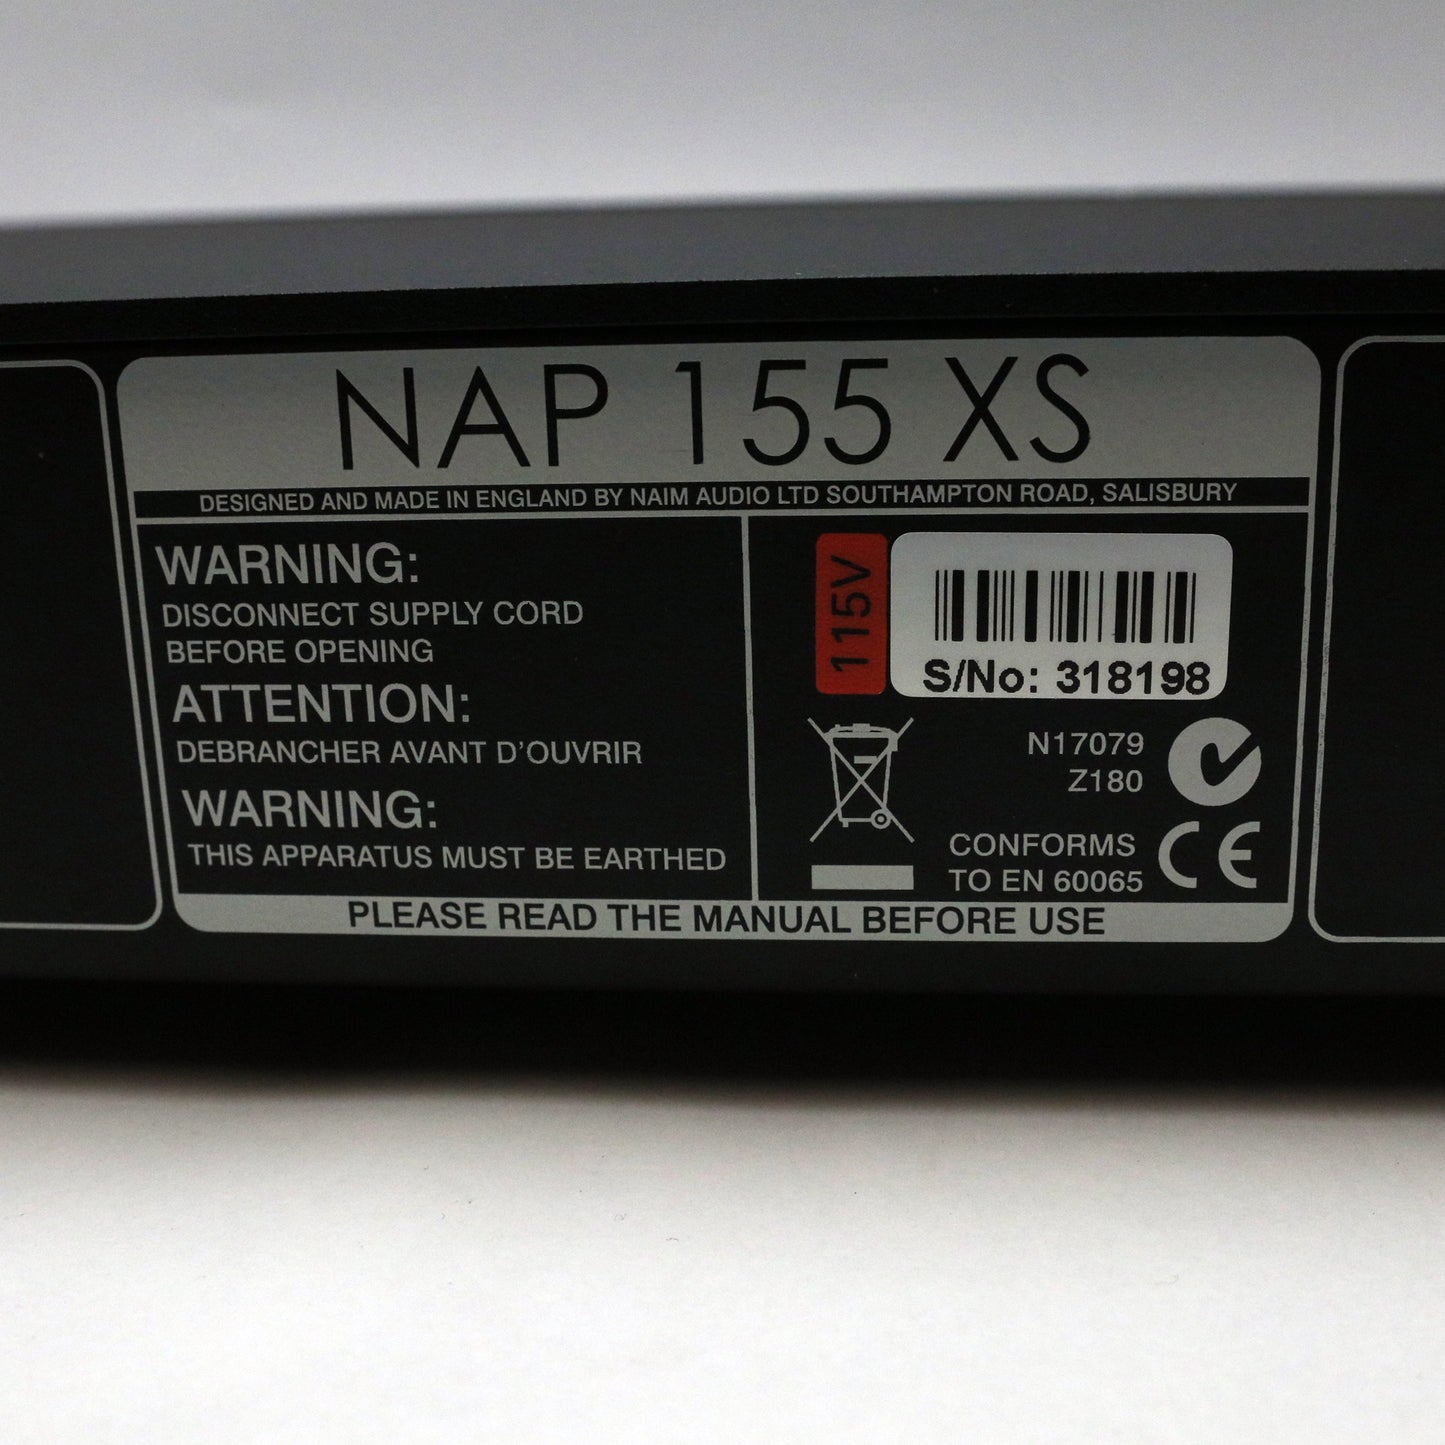 NAP 155 XS
DESIGNED AND MADE IN ENGLAND BY NAIM AUDIO LTD SOUTHAMPTON ROAD, SALISBURY
WARNING:
DISCONNECT SUPPLY CORD
BEFORE OPENING
ATTENTION:
DEBRANCHER AVANT D'OUVRIR
WARNING:
THIS APPARATUS MUST BE EARTHED
115V
S/No: 318198
N17079
Z180
CONFORMS
TO EN 60065
CE
PLEASE READ THE MANUAL BEFORE USE